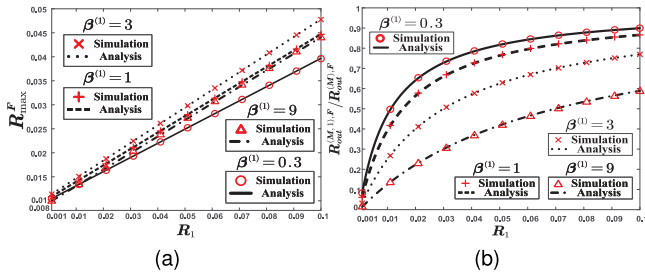 β(1) = 3
Simulation
Analysis
β(1) = 1
Simulation
Analysis
β(1) = 9
Simulation
Analysis
β(1) = 0.3
Simulation
Analysis
R^F_max
0.05
0.045
0.04
0.035
0.03
0.025
0.02
0.015
0.01
0.008
0.001 0.01 0.02 0.03 0.04 0.05 0.06 0.07 0.08 0.09 0.1
R1
(a)
β(1) = 0.3
Simulation
Analysis
β(1) = 3
Simulation
Analysis
β(1) = 1
Simulation
Analysis
β(1) = 9
Simulation
Analysis
R_out^(M,1),F / R_out^(M),F
1
0.9
0.8
0.7
0.6
0.5
0.4
0.3
0.2
0.1
0
0.001 0.01 0.02 0.03 0.04 0.05 0.06 0.07 0.08 0.09 0.1
R1
(b)